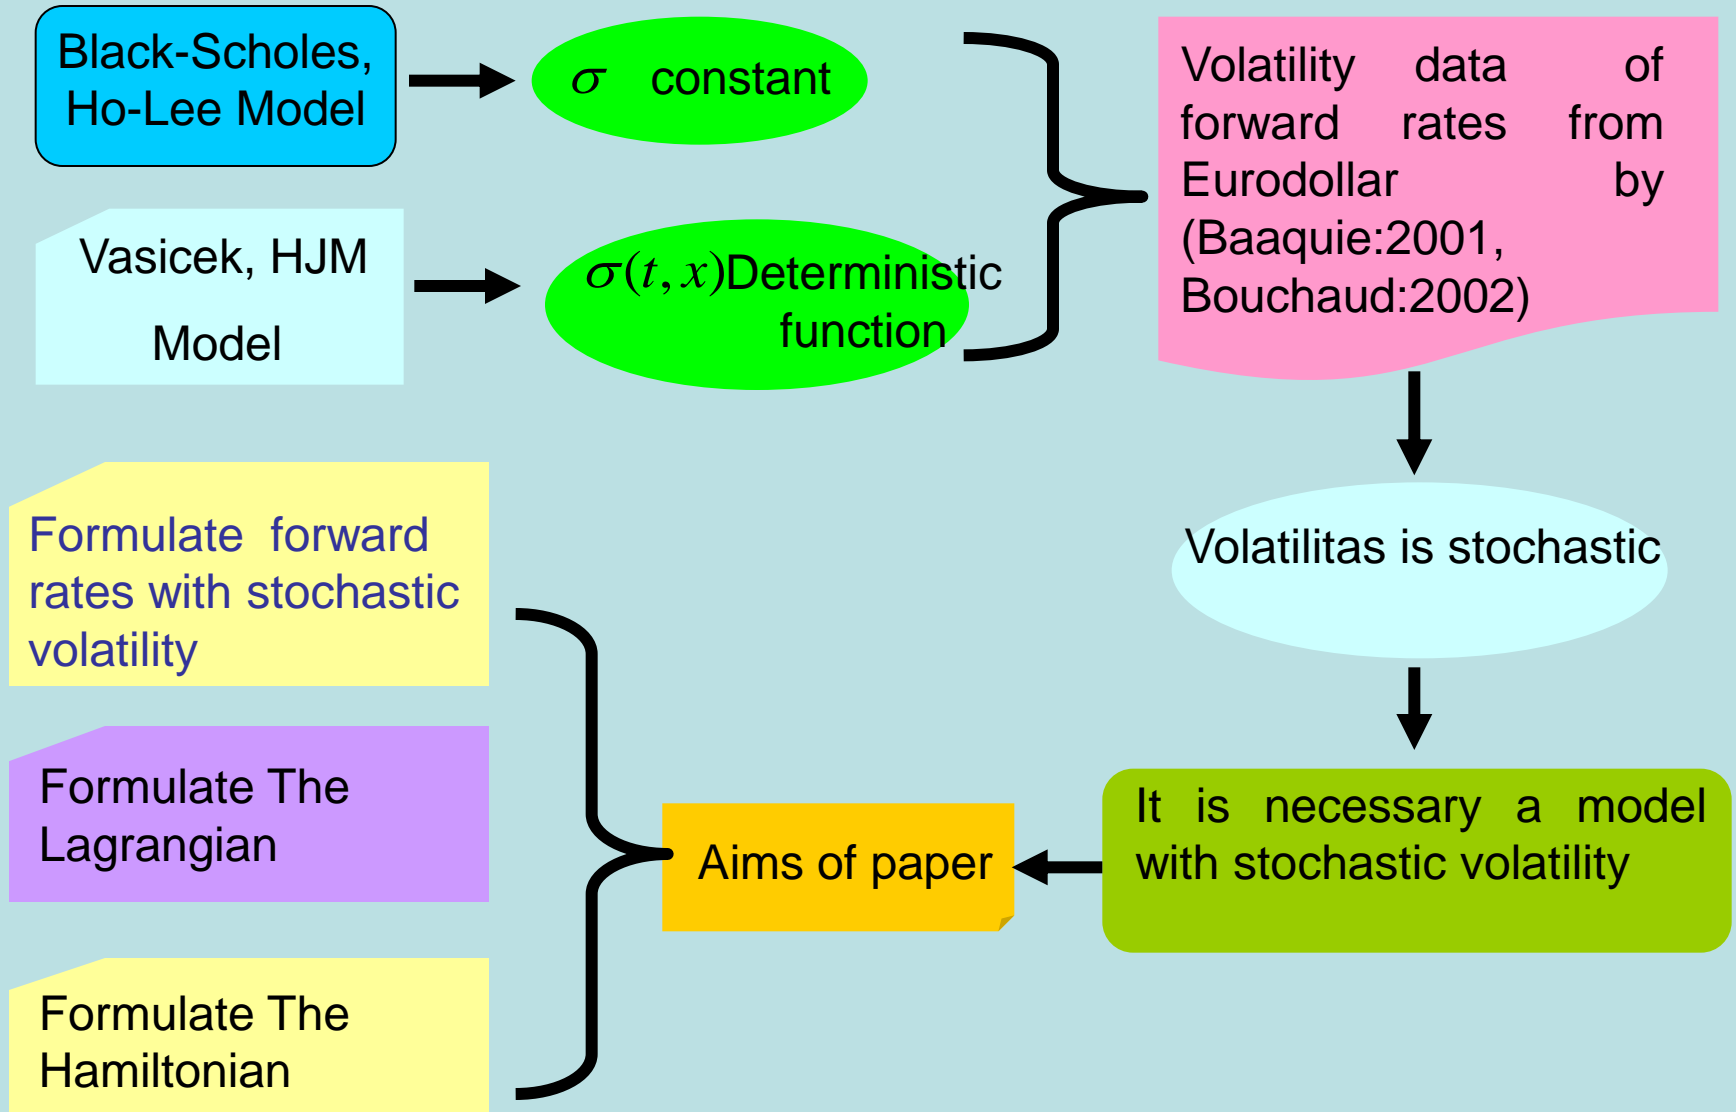 Black-Scholes,
Ho-Lee Model
σ constant
Volatility data of
forward rates from
Eurodollar by
(Baaquie:2001,
Bouchaud:2002)
Vasicek, HJM
Model
σ(t, x)Deterministic
function
Volatilitas is stochastic
Formulate forward
rates with stochastic
volatility
Formulate The
Lagrangian
Formulate The
Hamiltonian
Aims of paper
It is necessary a model
with stochastic volatility